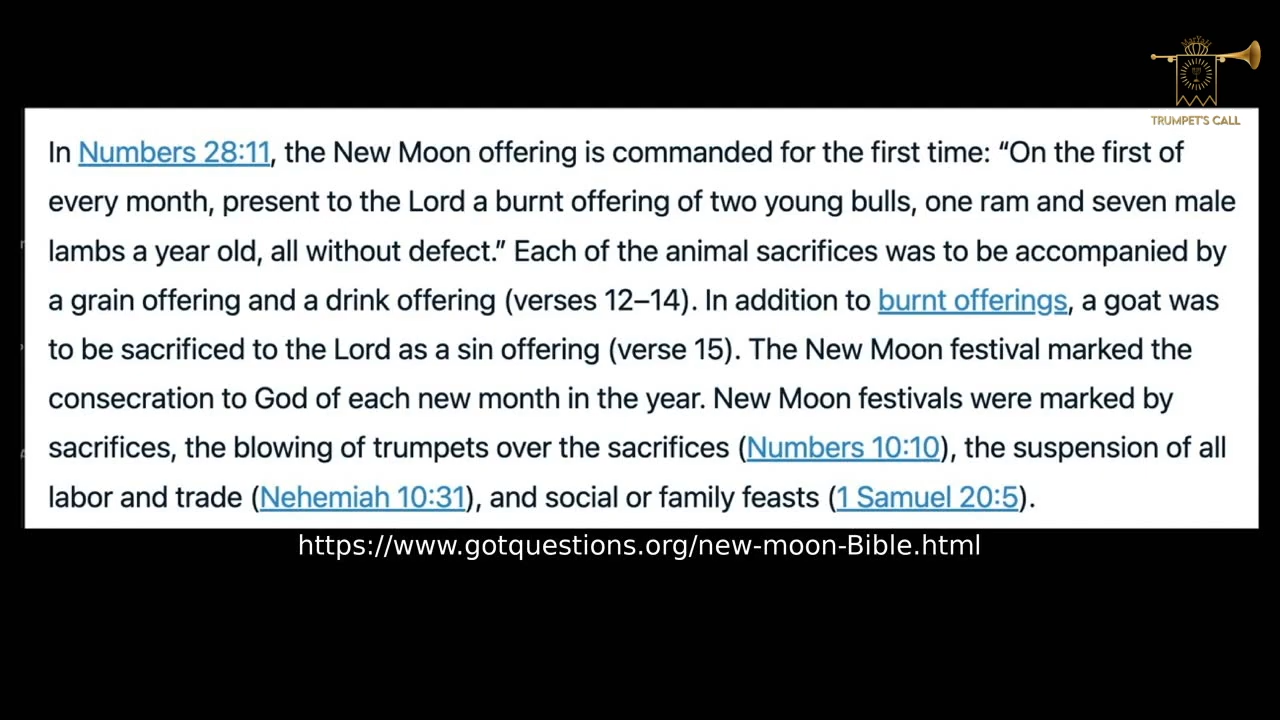 TRUMPET'S CALL
In Numbers 28:11, the New Moon offering is commanded for the first time: “On the first of
every month, present to the Lord a burnt offering of two young bulls, one ram and seven male
lambs a year old, all without defect.” Each of the animal sacrifices was to be accompanied by
a grain offering and a drink offering (verses 12–14). In addition to burnt offerings, a goat was
to be sacrificed to the Lord as a sin offering (verse 15). The New Moon festival marked the
consecration to God of each new month in the year. New Moon festivals were marked by
sacrifices, the blowing of trumpets over the sacrifices (Numbers 10:10), the suspension of all
labor and trade (Nehemiah 10:31), and social or family feasts (1 Samuel 20:5).
https://www.gotquestions.org/new-moon-Bible.html